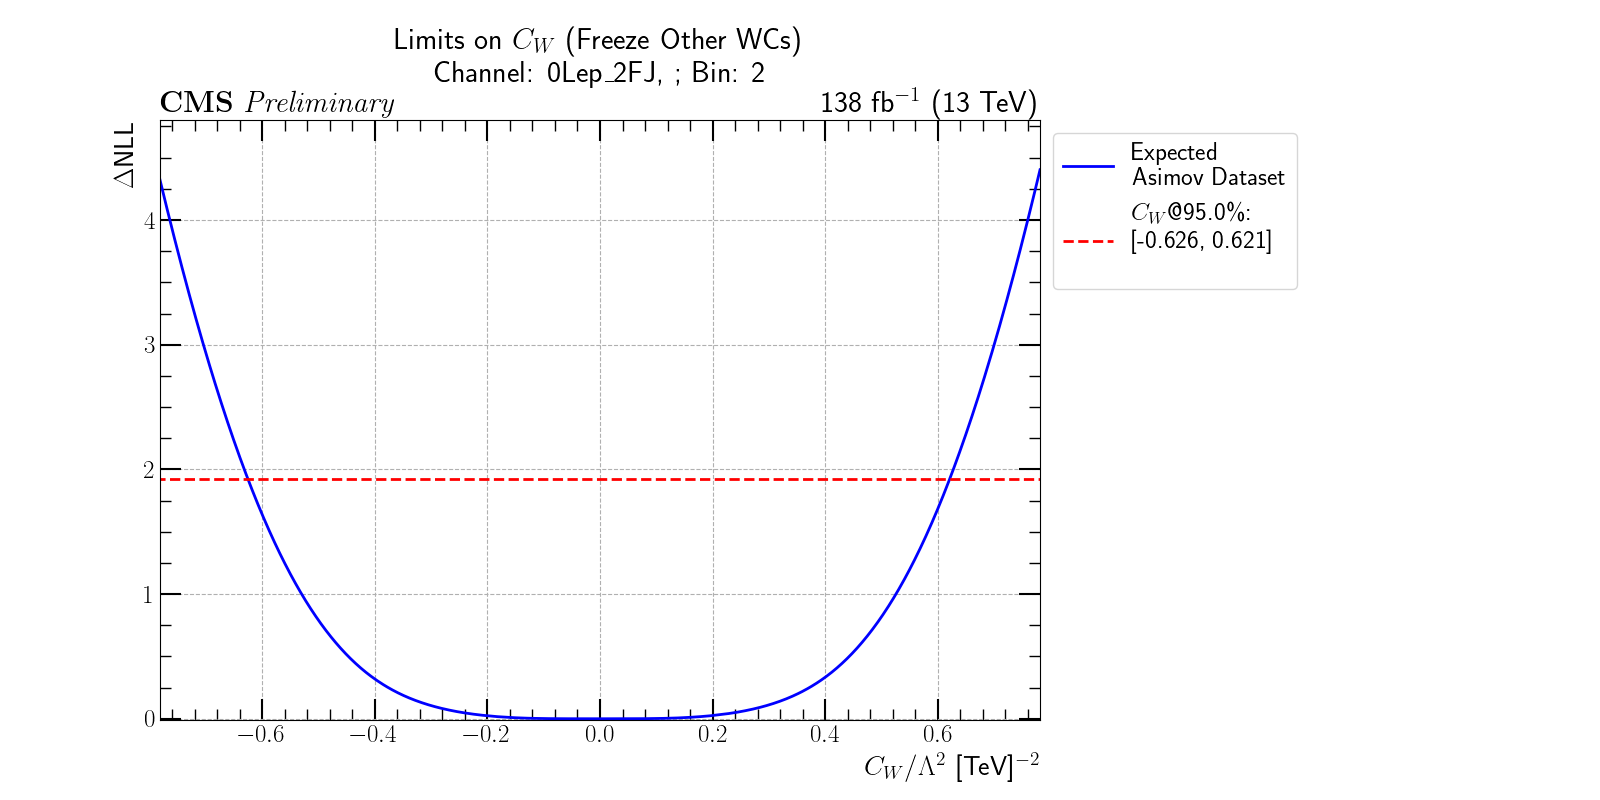 Limits on C_W (Freeze Other WCs)
Channel: 0Lep_2FJ, ; Bin: 2
CMS Preliminary
138 fb⁻¹ (13 TeV)
ΔNLL
4
3
2
1
0
−0.6 −0.4 −0.2 0.0 0.2 0.4 0.6
C_W/Λ² [TeV]⁻²
Expected
Asimov Dataset
C_W@95.0%:
[-0.626, 0.621]